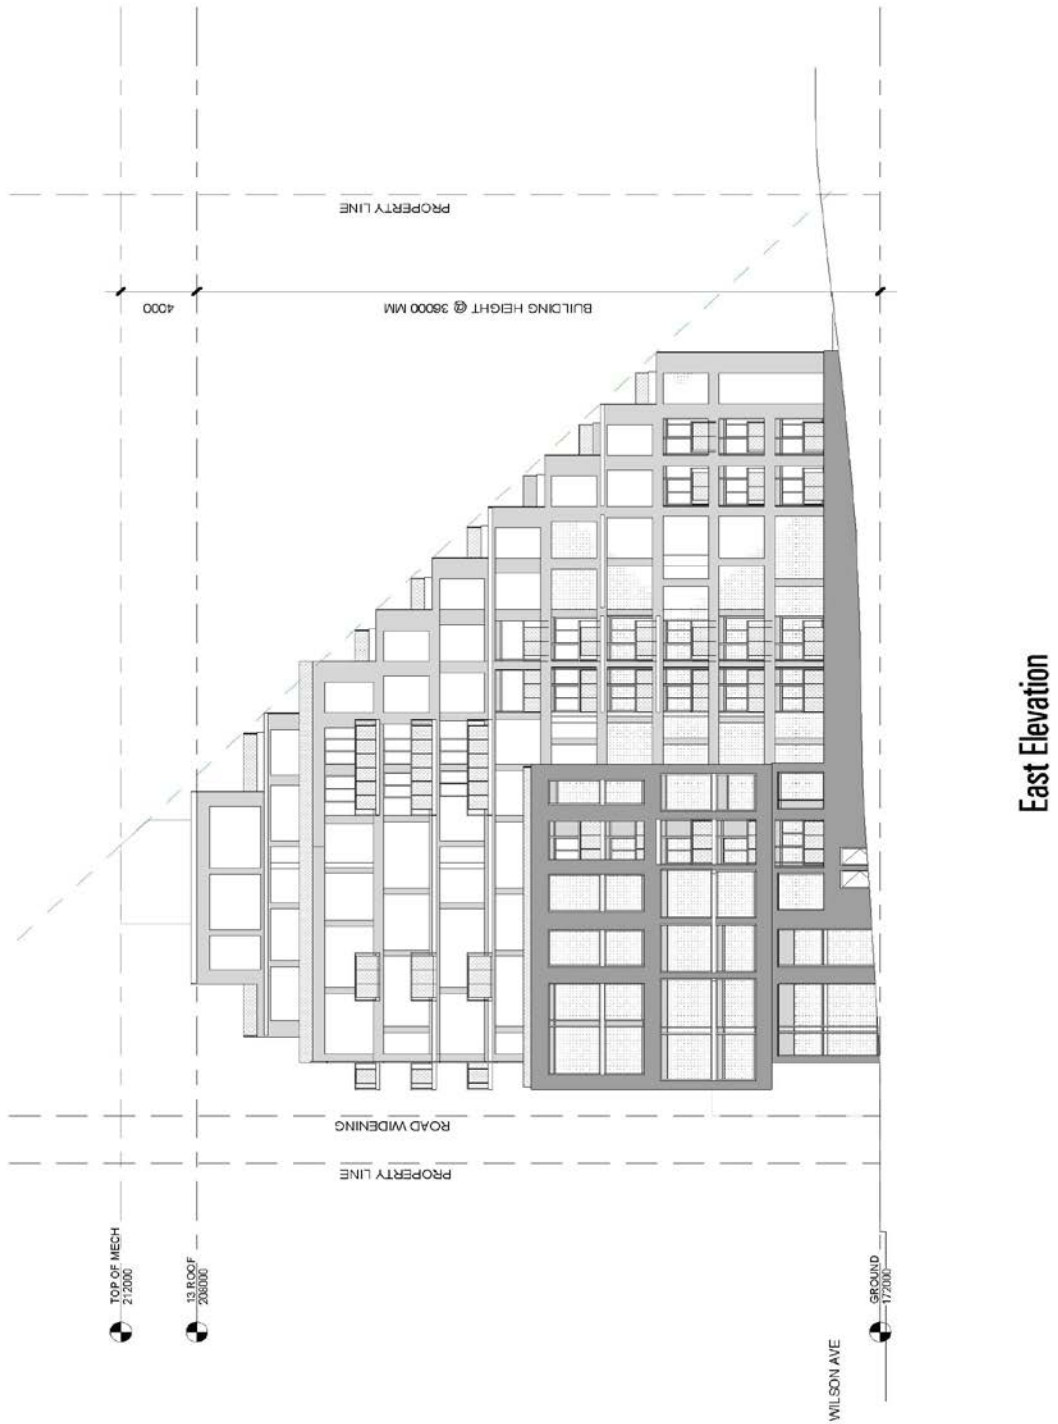 PROPERTY LINE
4000
BUILDING HEIGHT @ 36000 MM
ROAD WIDENING
PROPERTY LINE
TOP OF MECH
212000
13 ROOF
208000
GROUND
172000
WILSON AVE
East Elevation